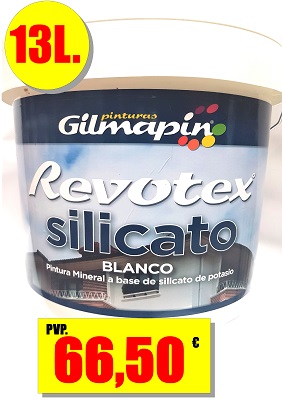 13L.
pinturas
Gilmapin
Revotex®
silicato
BLANCO
Pintura Mineral a base de silicato de potasio
PVP.
66,50 €